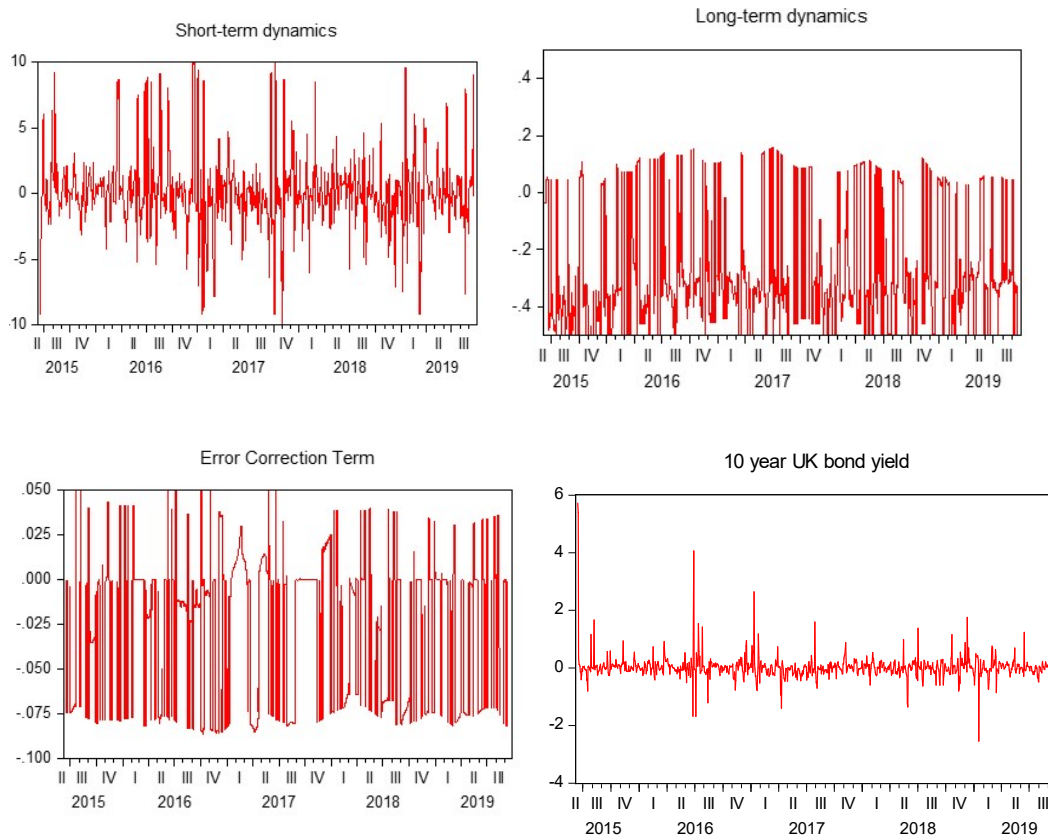 Short-term dynamics
10
5
0
-5
10
II III IV I II III IV I II III IV I II III IV I II III
2015 2016 2017 2018 2019
Long-term dynamics
.4
.2
.0
-.2
-.4
II III IV I II III IV I II III IV I II III IV I II III
2015 2016 2017 2018 2019
Error Correction Term
.050
.025
.000
-.025
-.050
-.075
-.100
II III IV I II III IV I II III IV I II III IV I II III
2015 2016 2017 2018 2019
10 year UK bond yield
6
4
2
0
-2
-4
II III IV I II III IV I II III IV I II III IV I II III
2015 2016 2017 2018 2019